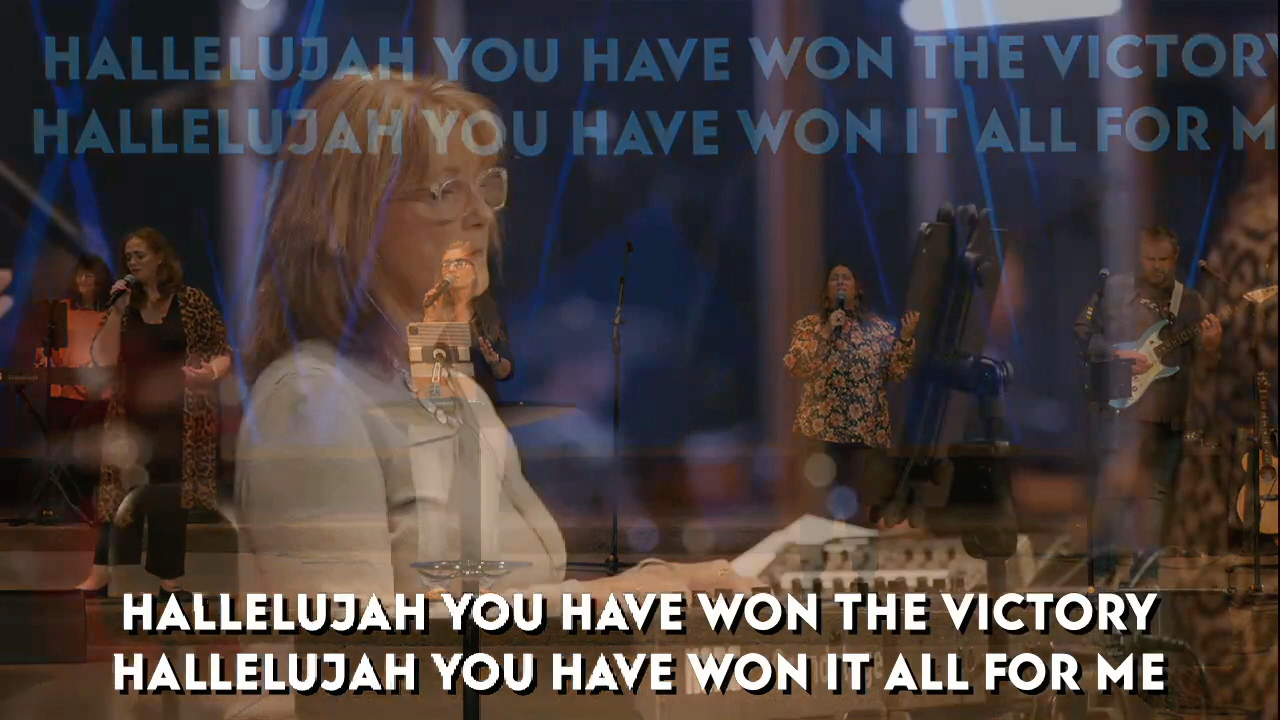 HALLELUJAH YOU HAVE WON THE VICTORY
HALLELUJAH YOU HAVE WON IT ALL FOR M
HALLELUJAH YOU HAVE WON THE VICTORY
HALLELUJAH YOU HAVE WON IT ALL FOR ME